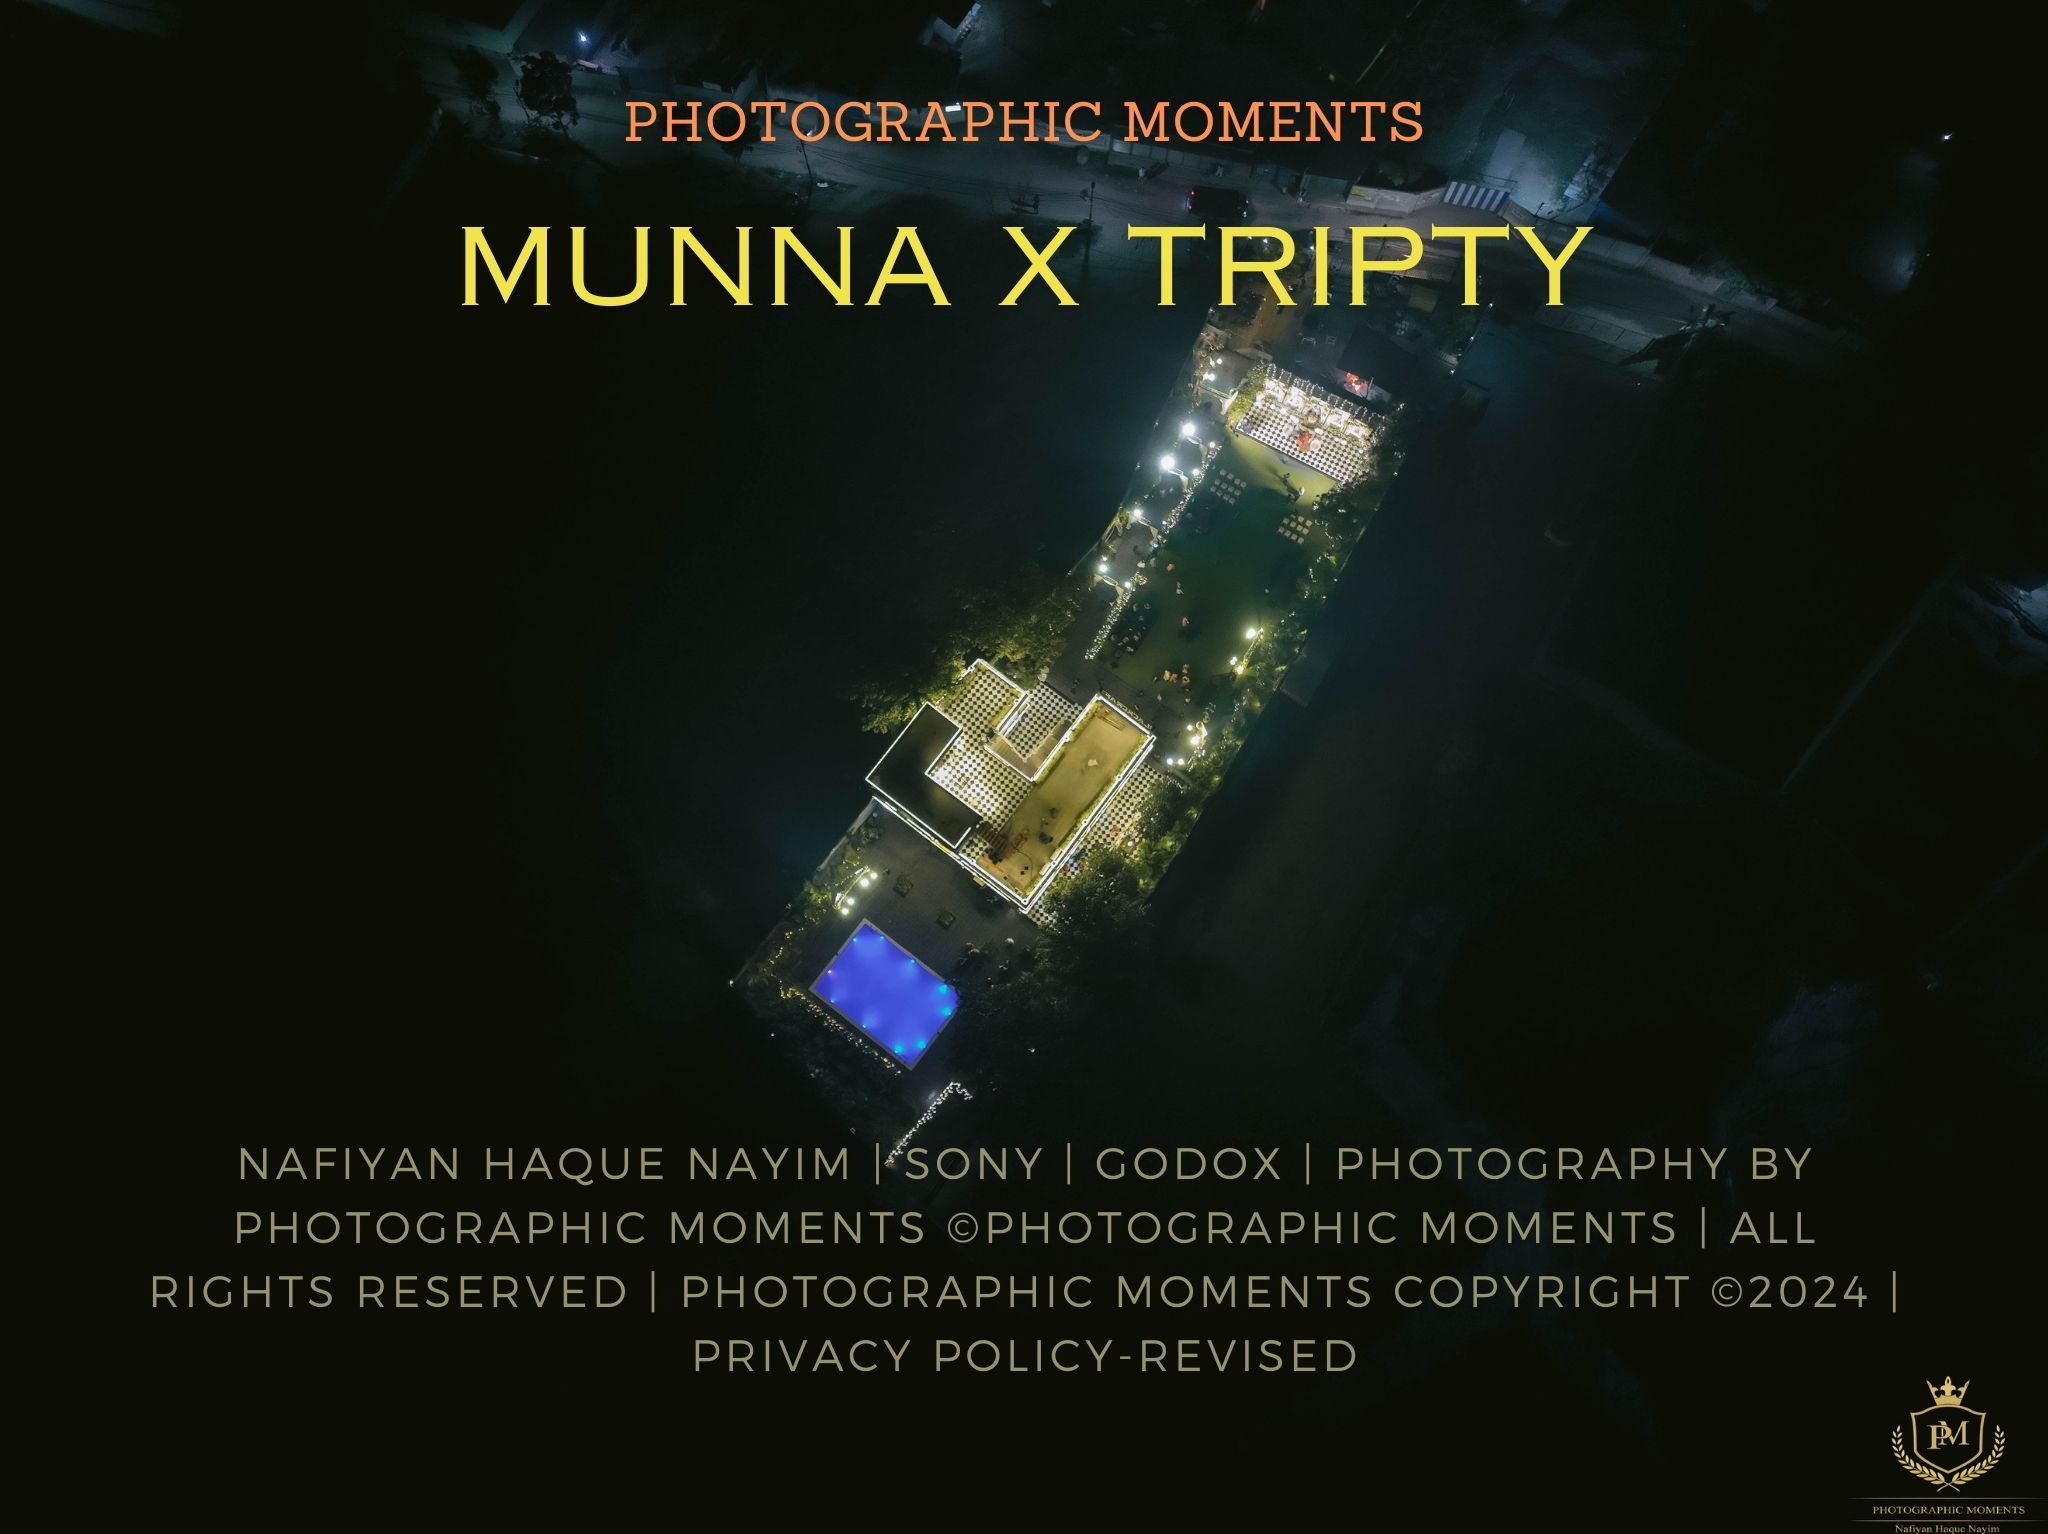 PHOTOGRAPHIC MOMENTS
MUNNA X TRIPTY
NAFIYAN HAQUE NAYIM | SONY | GODOX | PHOTOGRAPHY BY
PHOTOGRAPHIC MOMENTS ©PHOTOGRAPHIC MOMENTS | ALL
RIGHTS RESERVED | PHOTOGRAPHIC MOMENTS COPYRIGHT ©2024 |
PRIVACY POLICY-REVISED
PM
PHOTOGRAPHIC MOMENTS
Nafiyan Haque Nayim